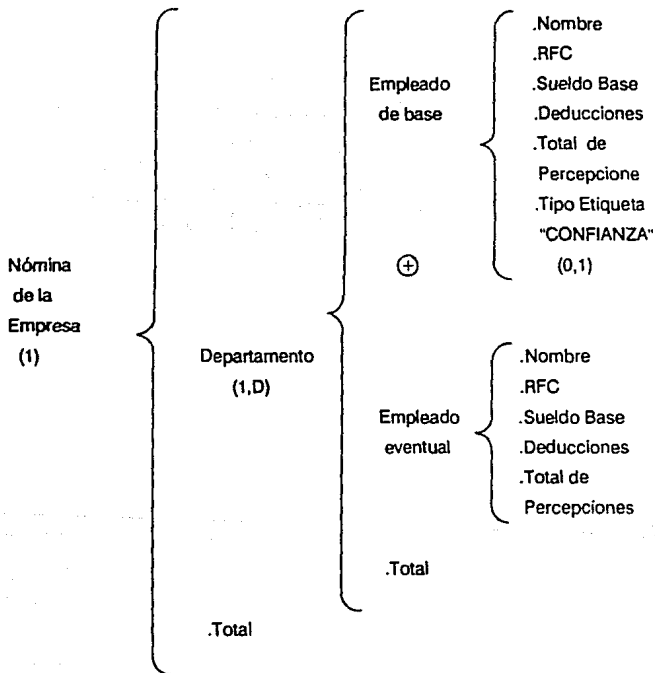 Nómina
de la
Empresa
(1)
Departamento
(1,D)
.Total
Empleado
de base
⊕
Empleado
eventual
.Total
.Nombre
.RFC
.Sueldo Base
.Deducciones
.Total de
Percepcione
.Tipo Etiqueta
"CONFIANZA"
(0,1)
.Nombre
.RFC
.Sueldo Base
.Deducciones
.Total de
Percepciones